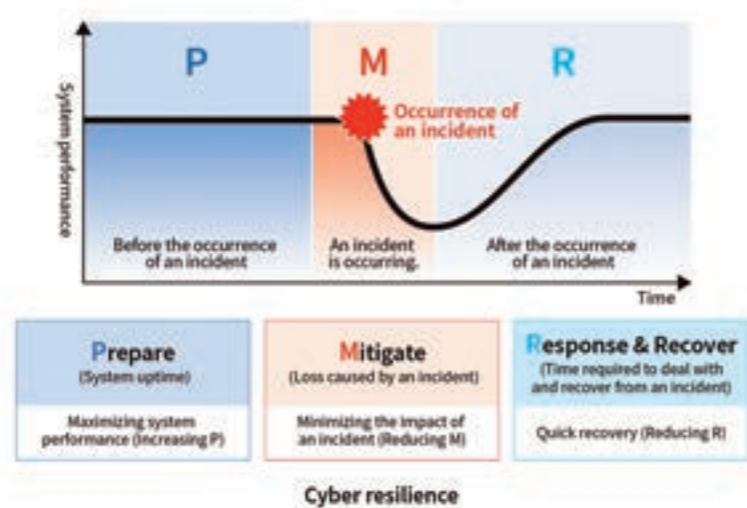 P
M
R
System performance
Occurrence of
an incident
Before the occurrence
of an incident
An incident
is occurring.
After the occurrence
of an incident
Time
Prepare
(System uptime)
Maximizing system
performance (Increasing P)
Mitigate
(Loss caused by an incident)
Minimizing the impact of
an incident (Reducing M)
Response & Recover
(Time required to deal with
and recover from an incident)
Quick recovery (Reducing R)
Cyber resilience